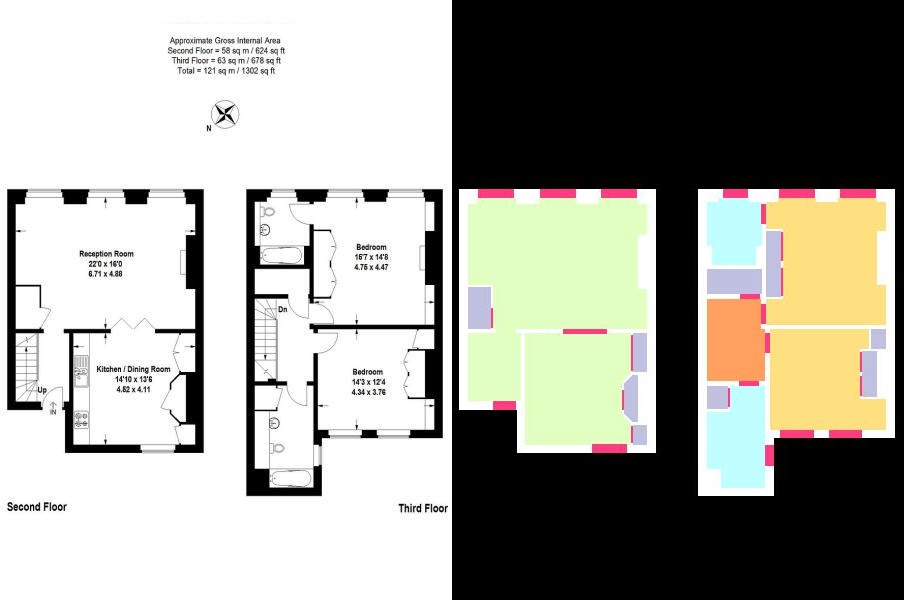 Approximate Gross Internal Area
Second Floor = 58 sq m / 624 sq ft
Third Floor = 63 sq m / 678 sq ft
Total = 121 sq m / 1302 sq ft
N
Reception Room
22'0 x 16'0
6.71 x 4.88
Bedroom
15'7 x 14'8
4.75 x 4.47
Dn
Kitchen / Dining Room
14'10 x 13'6
4.52 x 4.11
Up
IN
Bedroom
14'3 x 12'4
4.34 x 3.76
Second Floor
Third Floor